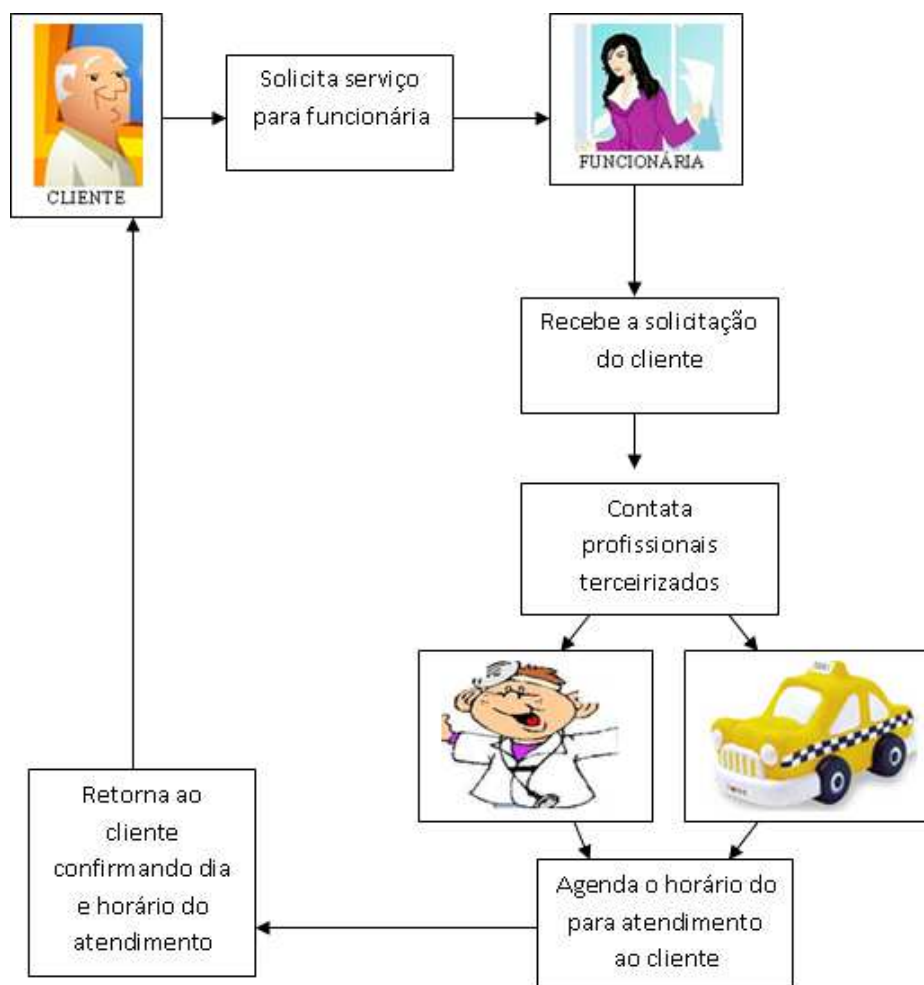 CLIENTE
Solicita serviço
para funcionária
FUNCIONÁRIA
Recebe a solicitação
do cliente
Contata
profissionais
terceirizados
TAXI
Agenda o horário do
para atendimento
ao cliente
Retorna ao
cliente
confirmando dia
e horário do
atendimento